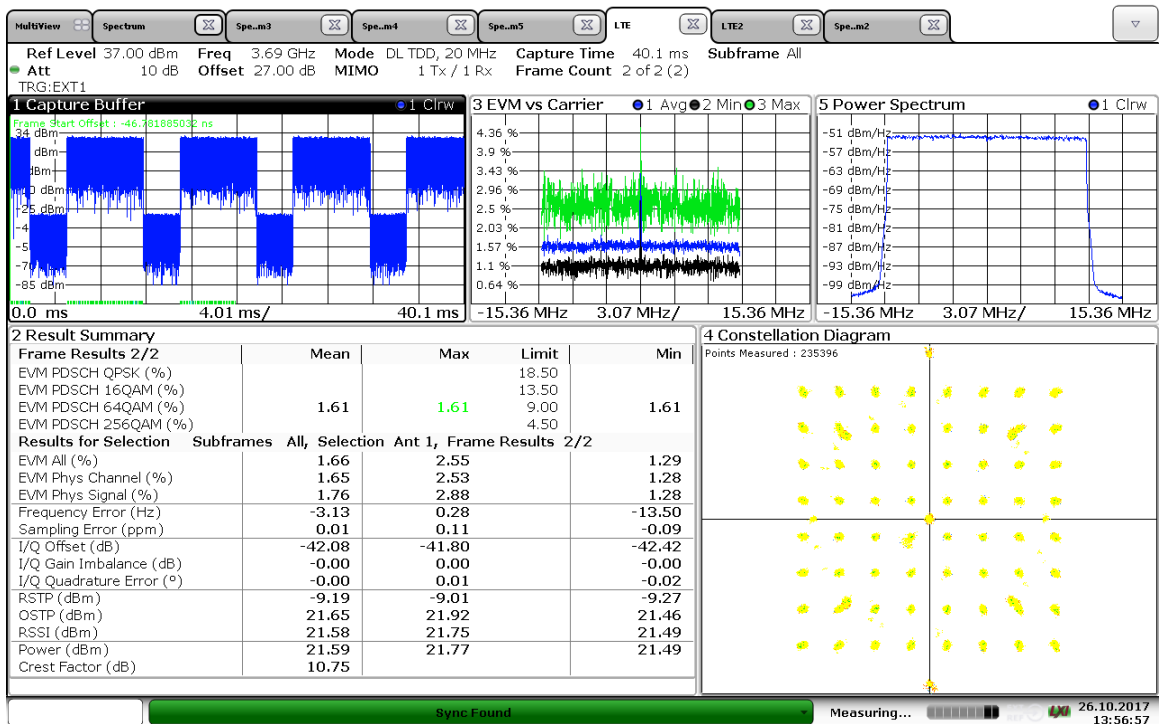 MultiView Spectrum Spe..m3 Spe..m4 Spe..m5 LTE LTE2 Spe..m2
Ref Level 37.00 dBm Freq 3.69 GHz Mode DL TDD, 20 MHz Capture Time 40.1 ms Subframe All
Att 10 dB Offset 27.00 dB MIMO 1 Tx / 1 Rx Frame Count 2 of 2 (2)
TRG:EXT1
1 Capture Buffer 1 Clrw
Frame Start Offset : -46.781885032 ns
34 dBm
dBm
dBm
dBm
-25 dBm
-85 dBm
0.0 ms 4.01 ms/ 40.1 ms
3 EVM vs Carrier 1 Avg 2 Min 3 Max
4.36 %
3.9 %
3.43 %
2.96 %
2.5 %
2.03 %
1.57 %
1.1 %
0.64 %
-15.36 MHz 3.07 MHz/ 15.36 MHz
5 Power Spectrum 1 Clrw
-51 dBm/Hz
-57 dBm/Hz
-63 dBm/Hz
-69 dBm/Hz
-75 dBm/Hz
-81 dBm/Hz
-87 dBm/Hz
-93 dBm/Hz
-99 dBm/Hz
-15.36 MHz 3.07 MHz/ 15.36 MHz
2 Result Summary
Frame Results 2/2 Mean Max Limit Min
EVM PDSCH QPSK (%) 18.50
EVM PDSCH 16QAM (%) 13.50
EVM PDSCH 64QAM (%) 1.61 1.61 9.00 1.61
EVM PDSCH 256QAM (%) 4.50
Results for Selection Subframes All, Selection Ant 1, Frame Results 2/2
EVM All (%) 1.66 2.55 1.29
EVM Phys Channel (%) 1.65 2.53 1.28
EVM Phys Signal (%) 1.76 2.88 1.28
Frequency Error (Hz) -3.13 0.28 -13.50
Sampling Error (ppm) 0.01 0.11 -0.09
I/Q Offset (dB) -42.08 -41.80 -42.42
I/Q Gain Imbalance (dB) -0.00 0.00 -0.00
I/Q Quadrature Error (°) -0.00 0.01 -0.02
RSTP (dBm) -9.19 -9.01 -9.27
OSTP (dBm) 21.65 21.92 21.46
RSSI (dBm) 21.58 21.75 21.49
Power (dBm) 21.59 21.77 21.49
Crest Factor (dB) 10.75
4 Constellation Diagram
Points Measured : 235396
Sync Found
Measuring...
LXI
26.10.2017
13:56:57